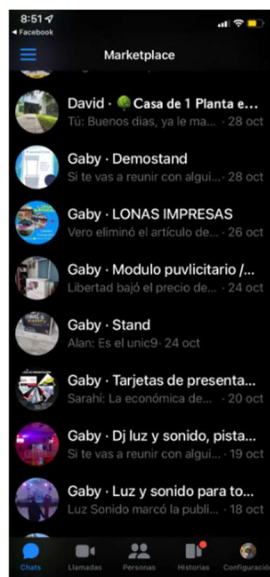 8:51
◀ Facebook
Marketplace
David · 🌳Casa de 1 Planta e...
Tú: Buenos dias, ya le ma... · 28 oct
Gaby · Demostand
Si te vas a reunir con algui... · 28 oct
Gaby · LONAS IMPRESAS
Vero eliminó el artículo de... · 26 oct
Gaby · Modulo puvlicitario /...
Libertad bajó el precio de... · 24 oct
Gaby · Stand
Alan: Es el unic9 · 24 oct
Gaby · Tarjetas de presenta...
Sarahí: La económica de... · 20 oct
Gaby · Dj luz y sonido, pista...
Si te vas a reunir con algui... · 19 oct
Gaby · Luz y sonido para to...
Luz Sonido marcó la publi... · 18 oct
Chats
Llamadas
Personas
Historias
Configuració